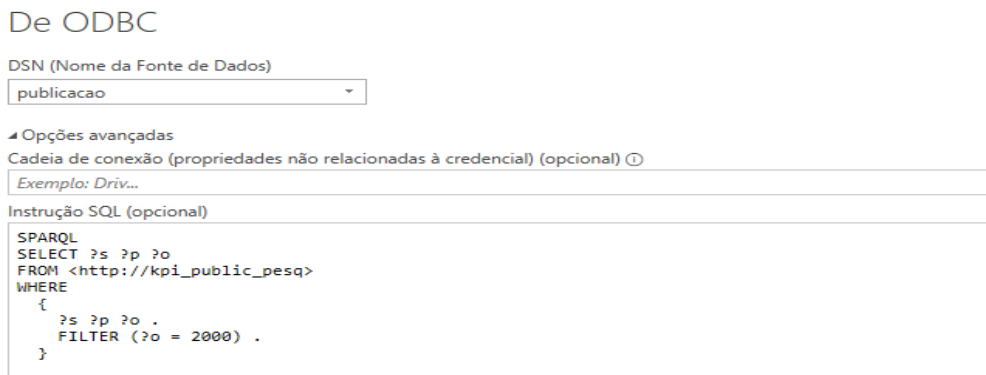 De ODBC
DSN (Nome da Fonte de Dados)
publicacao
Opções avançadas
Cadeia de conexão (propriedades não relacionadas à credencial) (opcional)
Exemplo: Driv...
Instrução SQL (opcional)
SPARQL
SELECT ?s ?p ?o
FROM <http://kpi_public_pesq>
WHERE
{
?s ?p ?o .
FILTER (?o = 2000) .
}